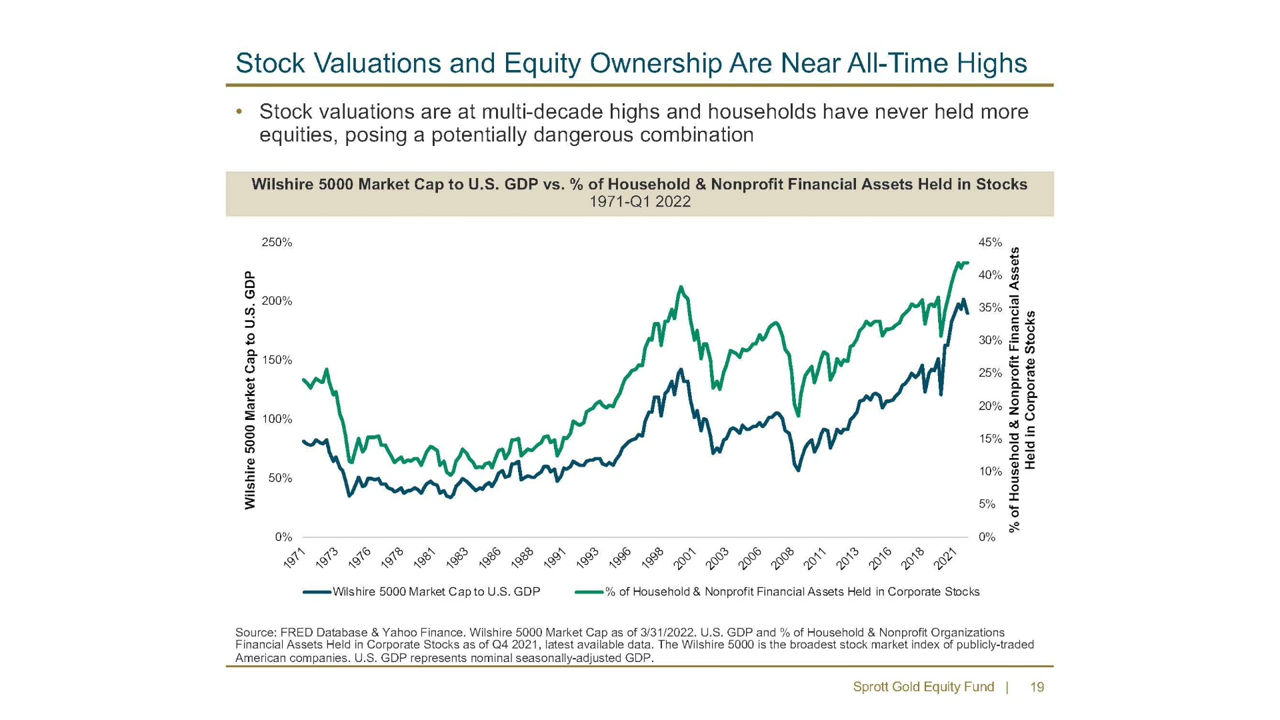 Stock Valuations and Equity Ownership Are Near All-Time Highs
• Stock valuations are at multi-decade highs and households have never held more
equities, posing a potentially dangerous combination
Wilshire 5000 Market Cap to U.S. GDP vs. % of Household & Nonprofit Financial Assets Held in Stocks
1971-Q1 2022
Wilshire 5000 Market Cap to U.S. GDP
250%
200%
150%
100%
50%
0%
45%
40%
35%
30%
25%
20%
15%
10%
5%
0%
% of Household & Nonprofit Financial Assets
Held in Corporate Stocks
1971
1973
1976
1978
1981
1983
1986
1988
1991
1993
1996
1998
2001
2003
2006
2008
2011
2013
2016
2018
2021
Wilshire 5000 Market Cap to U.S. GDP
% of Household & Nonprofit Financial Assets Held in Corporate Stocks
Source: FRED Database & Yahoo Finance. Wilshire 5000 Market Cap as of 3/31/2022. U.S. GDP and % of Household & Nonprofit Organizations
Financial Assets Held in Corporate Stocks as of Q4 2021, latest available data. The Wilshire 5000 is the broadest stock market index of publicly-traded
American companies. U.S. GDP represents nominal seasonally-adjusted GDP.
Sprott Gold Equity Fund | 19